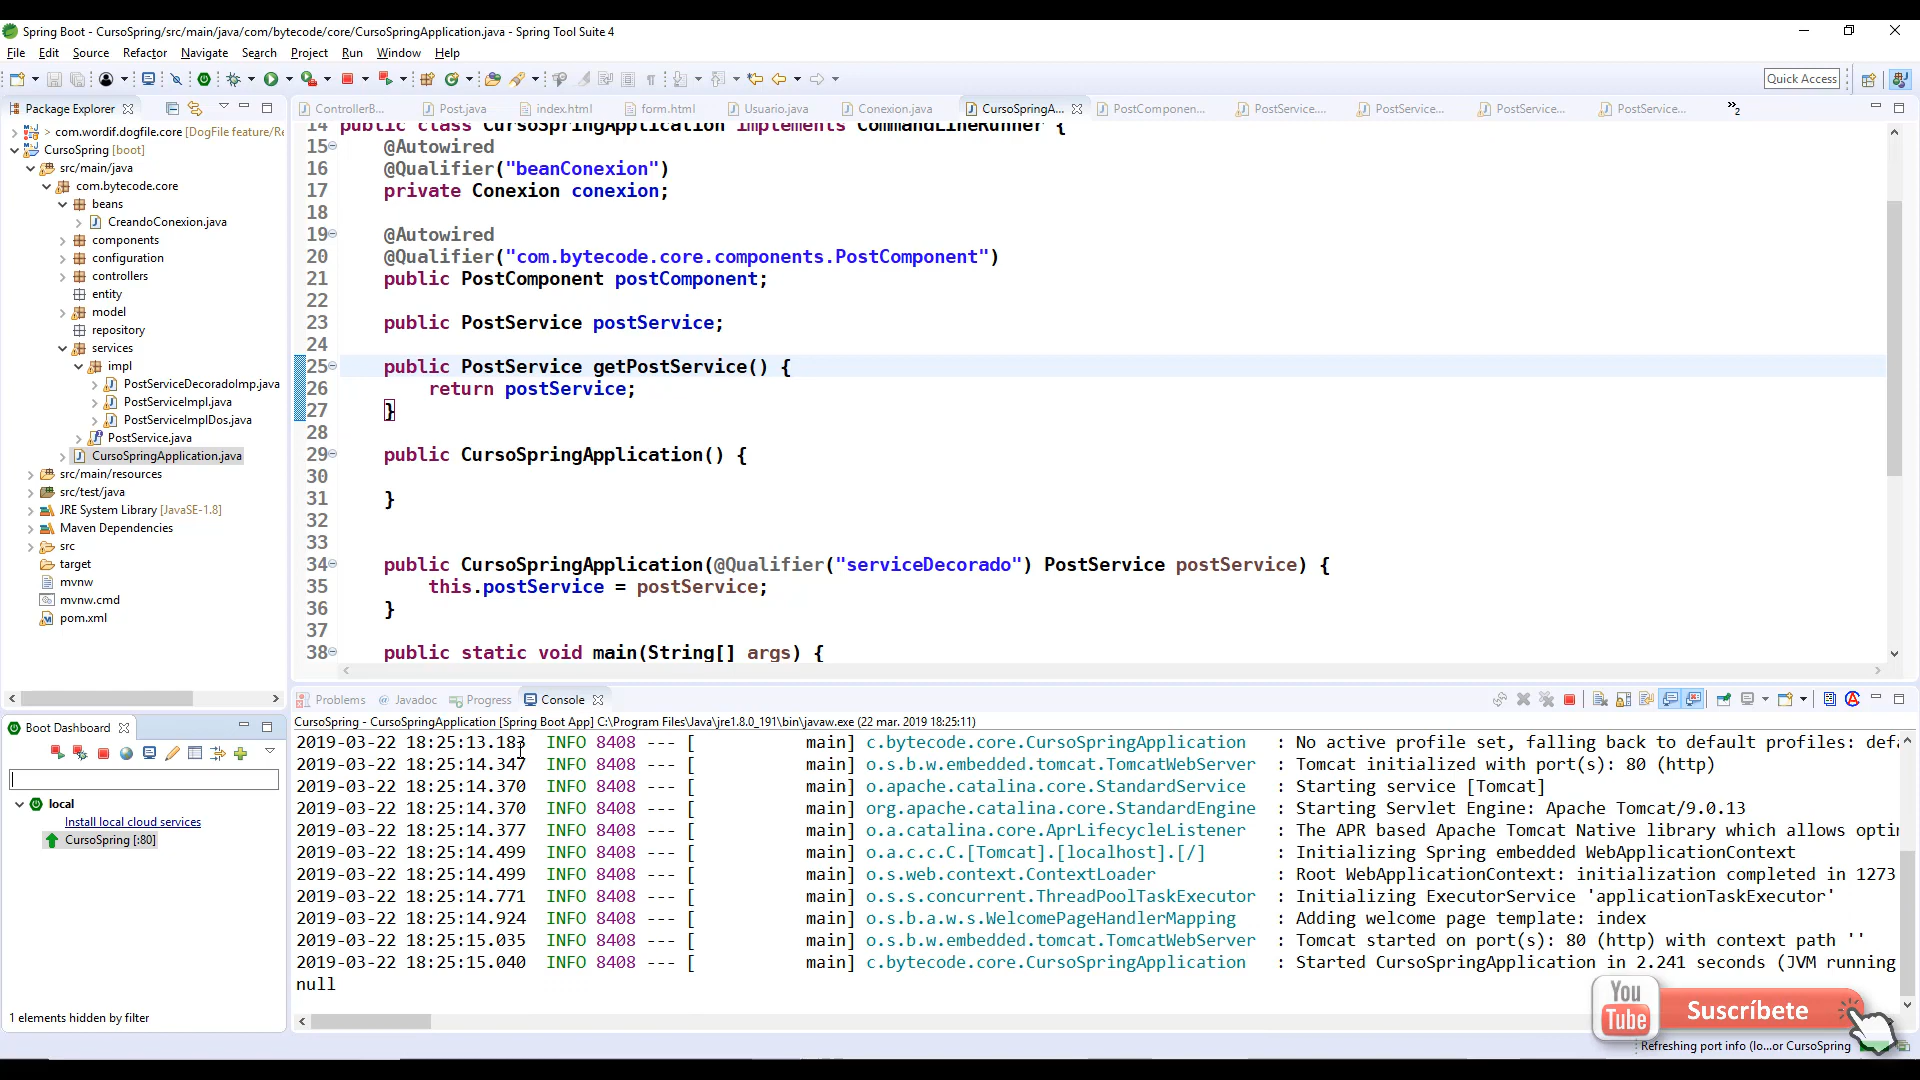 Spring Boot - CursoSpring/src/main/java/com/bytecode/core/CursoSpringApplication.java - Spring Tool Suite 4
File Edit Source Refactor Navigate Search Project Run Window Help
Quick Access
Package Explorer
> com.wordif.dogfile.core [DogFile feature/Re
CursoSpring [boot]
src/main/java
com.bytecode.core
beans
CreandoConexion.java
components
configuration
controllers
entity
model
repository
services
impl
PostServiceDecoradoImp.java
PostServiceImpl.java
PostServiceImplDos.java
PostService.java
CursoSpringApplication.java
src/main/resources
src/test/java
JRE System Library [JavaSE-1.8]
Maven Dependencies
src
target
mvnw
mvnw.cmd
pom.xml
ControllerB... Post.java index.html form.html Usuario.java Conexion.java CursoSpringA... PostComponen... PostService.... PostService... PostService... PostService... »2
14 public class CursoSpringApplication implements CommandLineRunner {
15 @Autowired
16 @Qualifier("beanConexion")
17 private Conexion conexion;
18
19 @Autowired
20 @Qualifier("com.bytecode.core.components.PostComponent")
21 public PostComponent postComponent;
22
23 public PostService postService;
24
25 public PostService getPostService() {
26 return postService;
27 }
28
29 public CursoSpringApplication() {
30
31 }
32
33
34 public CursoSpringApplication(@Qualifier("serviceDecorado") PostService postService) {
35 this.postService = postService;
36 }
37
38 public static void main(String[] args) {
Boot Dashboard
local
Install local cloud services
CursoSpring [:80]
1 elements hidden by filter
Problems Javadoc Progress Console
CursoSpring - CursoSpringApplication [Spring Boot App] C:\Program Files\Java\jre1.8.0_191\bin\javaw.exe (22 mar. 2019 18:25:11)
2019-03-22 18:25:13.183 INFO 8408 --- [ main] c.bytecode.core.CursoSpringApplication : No active profile set, falling back to default profiles: defa
2019-03-22 18:25:14.347 INFO 8408 --- [ main] o.s.b.w.embedded.tomcat.TomcatWebServer : Tomcat initialized with port(s): 80 (http)
2019-03-22 18:25:14.370 INFO 8408 --- [ main] o.apache.catalina.core.StandardService : Starting service [Tomcat]
2019-03-22 18:25:14.370 INFO 8408 --- [ main] org.apache.catalina.core.StandardEngine : Starting Servlet Engine: Apache Tomcat/9.0.13
2019-03-22 18:25:14.377 INFO 8408 --- [ main] o.a.catalina.core.AprLifecycleListener : The APR based Apache Tomcat Native library which allows opti
2019-03-22 18:25:14.499 INFO 8408 --- [ main] o.a.c.c.C.[Tomcat].[localhost].[/] : Initializing Spring embedded WebApplicationContext
2019-03-22 18:25:14.499 INFO 8408 --- [ main] o.s.web.context.ContextLoader : Root WebApplicationContext: initialization completed in 1273
2019-03-22 18:25:14.771 INFO 8408 --- [ main] o.s.s.concurrent.ThreadPoolTaskExecutor : Initializing ExecutorService 'applicationTaskExecutor'
2019-03-22 18:25:14.924 INFO 8408 --- [ main] o.s.b.a.w.s.WelcomePageHandlerMapping : Adding welcome page template: index
2019-03-22 18:25:15.035 INFO 8408 --- [ main] o.s.b.w.embedded.tomcat.TomcatWebServer : Tomcat started on port(s): 80 (http) with context path ''
2019-03-22 18:25:15.040 INFO 8408 --- [ main] c.bytecode.core.CursoSpringApplication : Started CursoSpringApplication in 2.241 seconds (JVM running
null
You Tube Suscríbete
Refreshing port info (lo...or CursoSpring